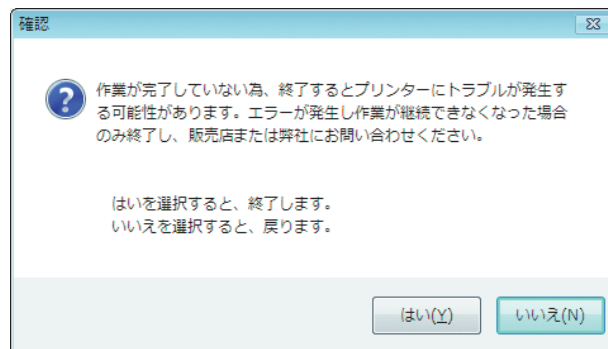 確認
作業が完了していない為、終了するとプリンターにトラブルが発生す
る可能性があります。エラーが発生し作業が継続できなくなった場合
のみ終了し、販売店または弊社にお問い合わせください。
はいを選択すると、終了します。
いいえを選択すると、戻ります。
はい(Y)
いいえ(N)